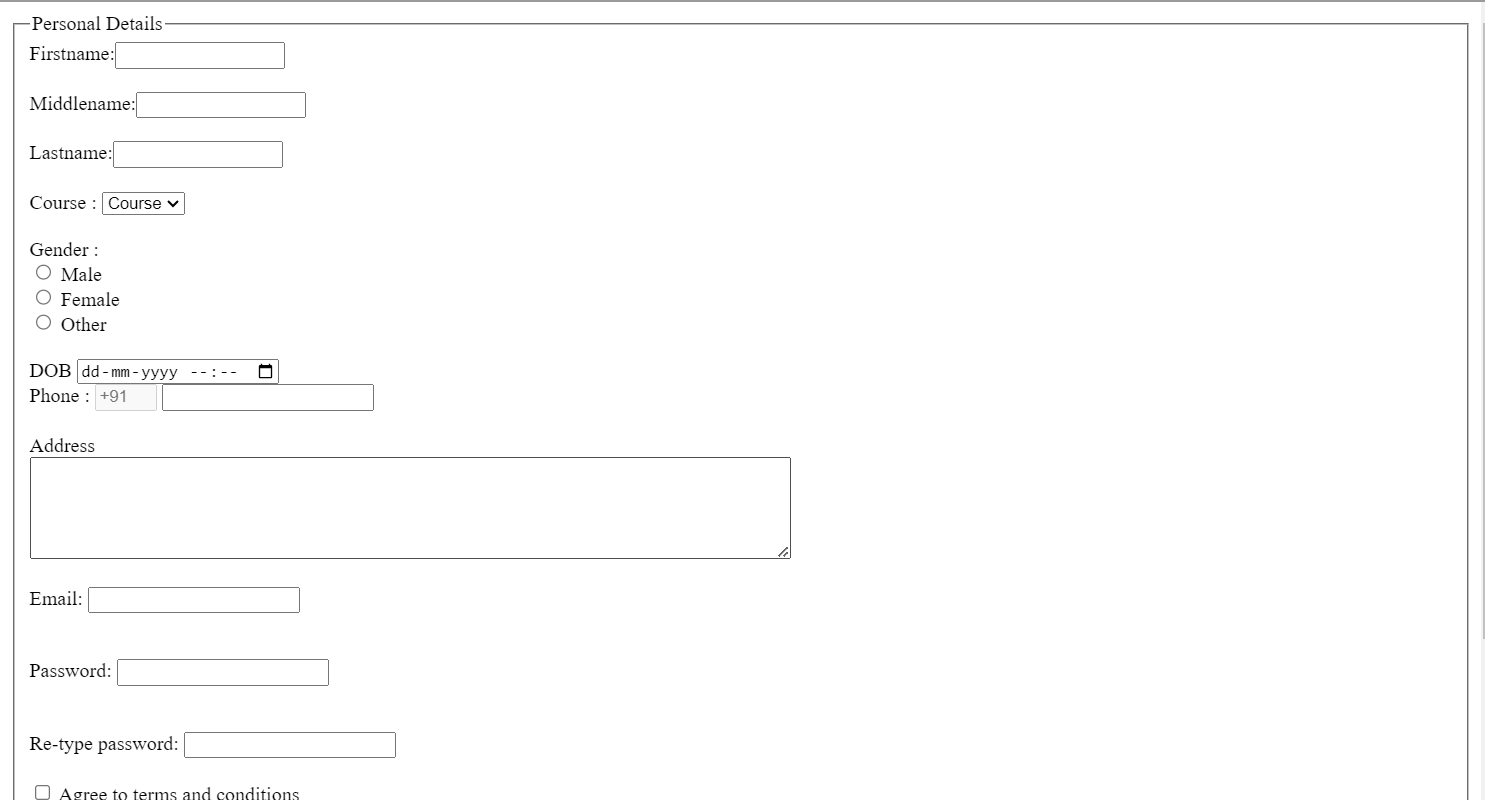 Personal Details
Firstname:
Middlename:
Lastname:
Course : Course
Gender :
Male
Female
Other
DOB dd-mm-yyyy --:--
Phone : +91
Address
Email:
Password:
Re-type password:
Agree to terms and conditions